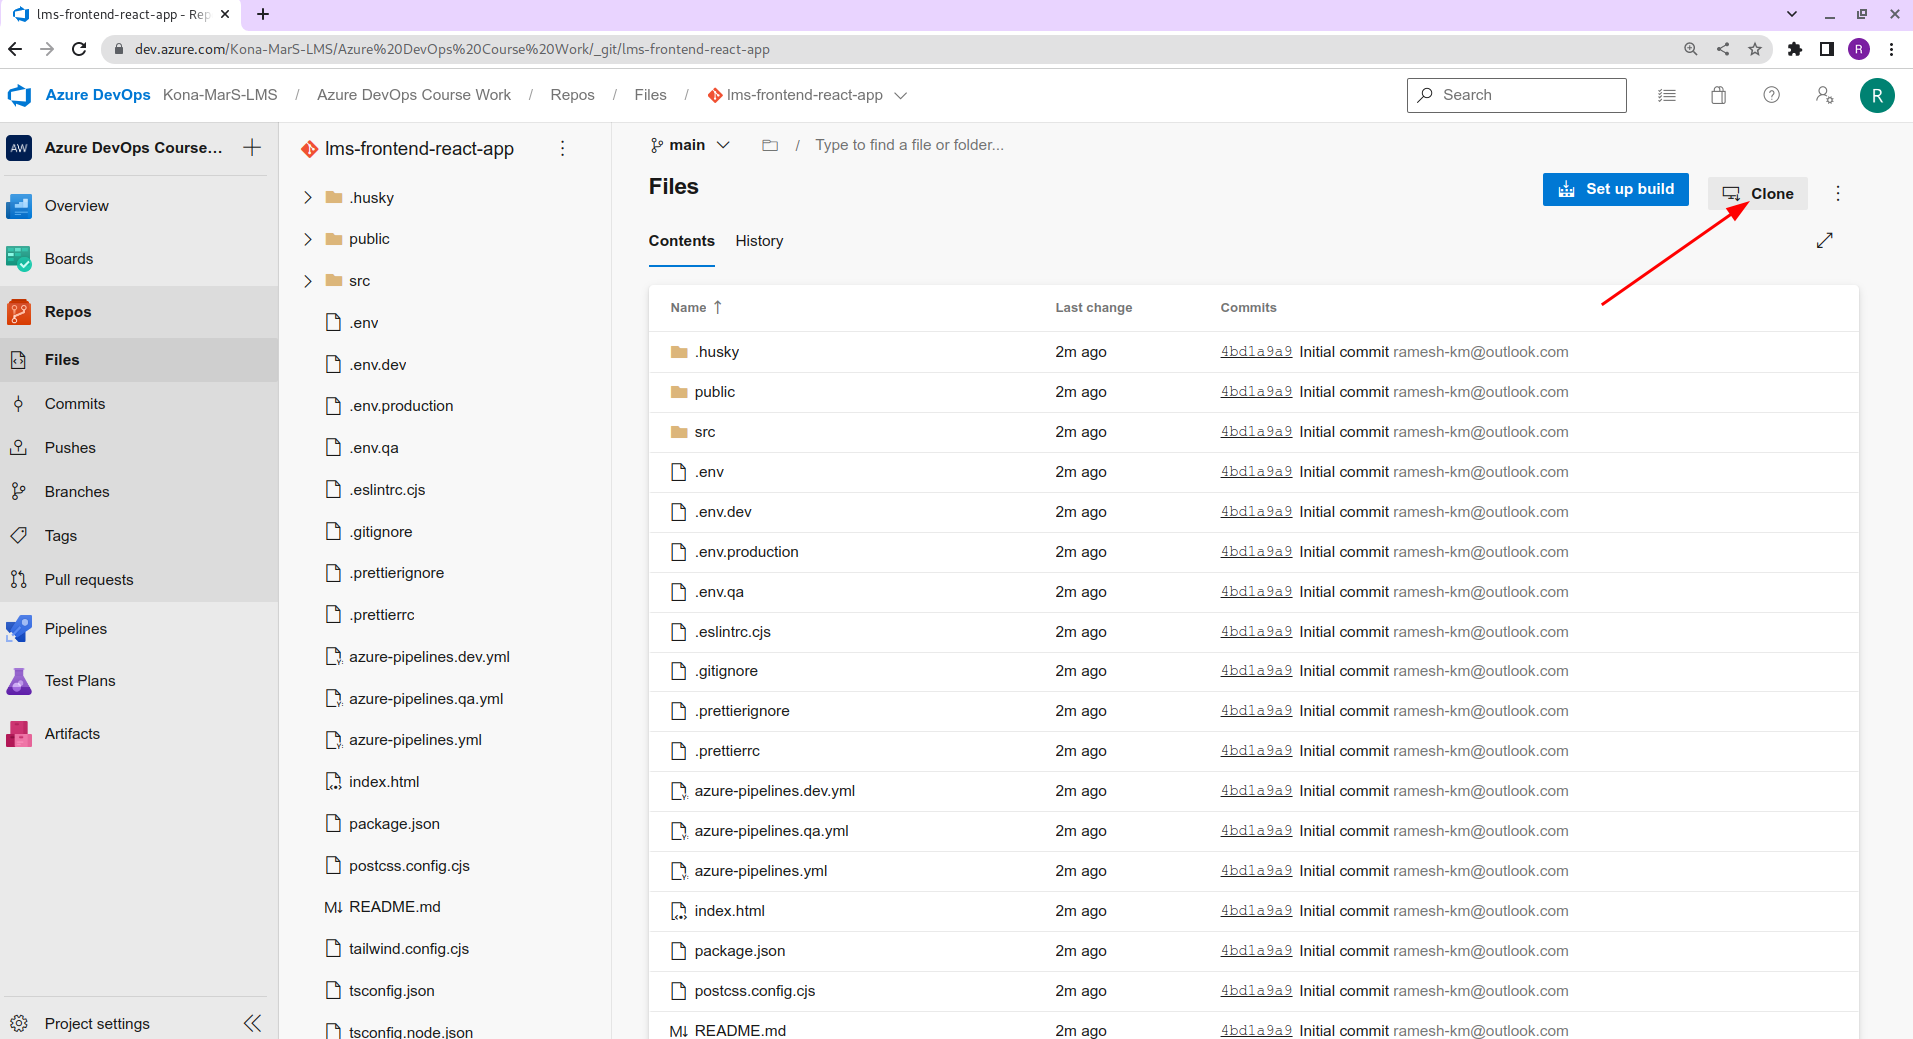 lms-frontend-react-app - Rep
dev.azure.com/Kona-MarS-LMS/Azure%20DevOps%20Course%20Work/_git/lms-frontend-react-app
R
Azure DevOps Kona-MarS-LMS / Azure DevOps Course Work / Repos / Files / lms-frontend-react-app
Search
R
AW Azure DevOps Course...
Overview
Boards
Repos
Files
Commits
Pushes
Branches
Tags
Pull requests
Pipelines
Test Plans
Artifacts
Project settings
lms-frontend-react-app
.husky
public
src
.env
.env.dev
.env.production
.env.qa
.eslintrc.cjs
.gitignore
.prettierignore
.prettierrc
azure-pipelines.dev.yml
azure-pipelines.qa.yml
azure-pipelines.yml
index.html
package.json
postcss.config.cjs
M↓ README.md
tailwind.config.cjs
tsconfig.json
tsconfig.node.json
main / Type to find a file or folder...
Files
Set up build
Clone
Contents History
Name ↑ Last change Commits
.husky 2m ago 4bd1a9a9 Initial commit ramesh-km@outlook.com
public 2m ago 4bd1a9a9 Initial commit ramesh-km@outlook.com
src 2m ago 4bd1a9a9 Initial commit ramesh-km@outlook.com
.env 2m ago 4bd1a9a9 Initial commit ramesh-km@outlook.com
.env.dev 2m ago 4bd1a9a9 Initial commit ramesh-km@outlook.com
.env.production 2m ago 4bd1a9a9 Initial commit ramesh-km@outlook.com
.env.qa 2m ago 4bd1a9a9 Initial commit ramesh-km@outlook.com
.eslintrc.cjs 2m ago 4bd1a9a9 Initial commit ramesh-km@outlook.com
.gitignore 2m ago 4bd1a9a9 Initial commit ramesh-km@outlook.com
.prettierignore 2m ago 4bd1a9a9 Initial commit ramesh-km@outlook.com
.prettierrc 2m ago 4bd1a9a9 Initial commit ramesh-km@outlook.com
azure-pipelines.dev.yml 2m ago 4bd1a9a9 Initial commit ramesh-km@outlook.com
azure-pipelines.qa.yml 2m ago 4bd1a9a9 Initial commit ramesh-km@outlook.com
azure-pipelines.yml 2m ago 4bd1a9a9 Initial commit ramesh-km@outlook.com
index.html 2m ago 4bd1a9a9 Initial commit ramesh-km@outlook.com
package.json 2m ago 4bd1a9a9 Initial commit ramesh-km@outlook.com
postcss.config.cjs 2m ago 4bd1a9a9 Initial commit ramesh-km@outlook.com
M↓ README.md 2m ago 4bd1a9a9 Initial commit ramesh-km@outlook.com